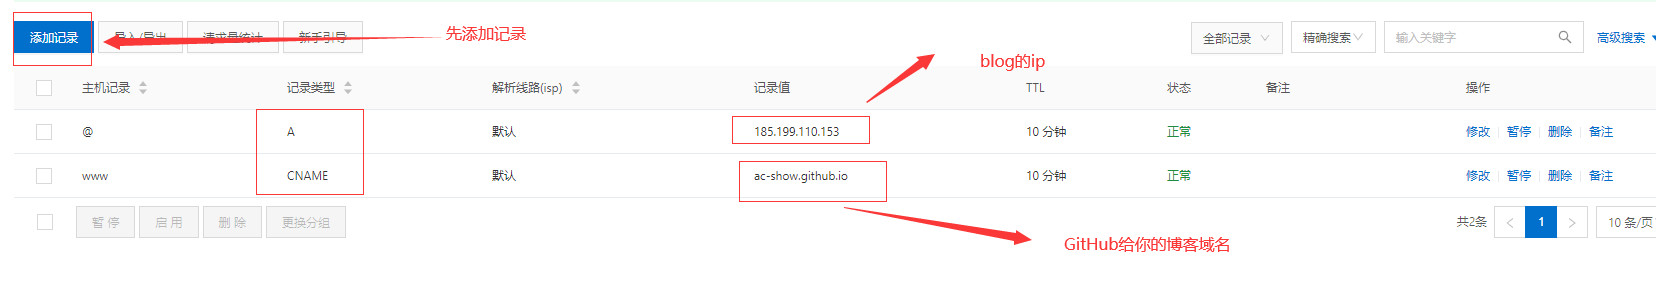 添加记录 导入/导出 请求量统计 新手引导 先添加记录 全部记录 精确搜索 输入关键字 高级搜索
blog的ip
主机记录 记录类型 解析线路(isp) 记录值 TTL 状态 备注 操作
@ A 默认 185.199.110.153 10 分钟 正常 修改 暂停 删除 备注
www CNAME 默认 ac-show.github.io 10 分钟 正常 修改 暂停 删除 备注
暂停 启用 删除 更换分组 共2条 1 10 条/页
GitHub给你的博客域名